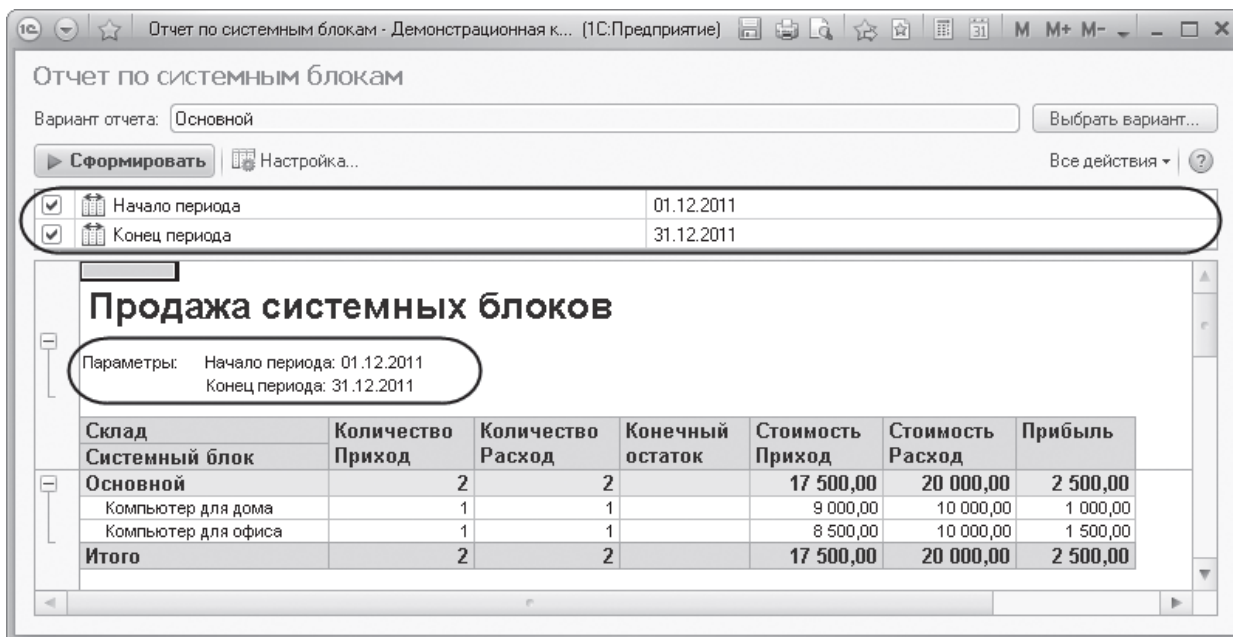 1С Отчет по системным блокам - Демонстрационная к... (1С:Предприятие) 31 M M+ M-
Отчет по системным блокам
Вариант отчета: Основной Выбрать вариант...
Сформировать Настройка... Все действия ?
Начало периода 01.12.2011
Конец периода 31.12.2011
Продажа системных блоков
Параметры: Начало периода: 01.12.2011
Конец периода: 31.12.2011
Склад Количество Количество Конечный Стоимость Стоимость Прибыль
Системный блок Приход Расход остаток Приход Расход
Основной 2 2 17 500,00 20 000,00 2 500,00
Компьютер для дома 1 1 9 000,00 10 000,00 1 000,00
Компьютер для офиса 1 1 8 500,00 10 000,00 1 500,00
Итого 2 2 17 500,00 20 000,00 2 500,00